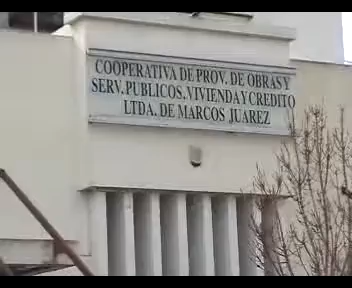 COOPERATIVA DE PROV. DE OBRAS Y
SERV. PUBLICOS, VIVIENDA Y CREDITO
LTDA. DE MARCOS JUAREZ